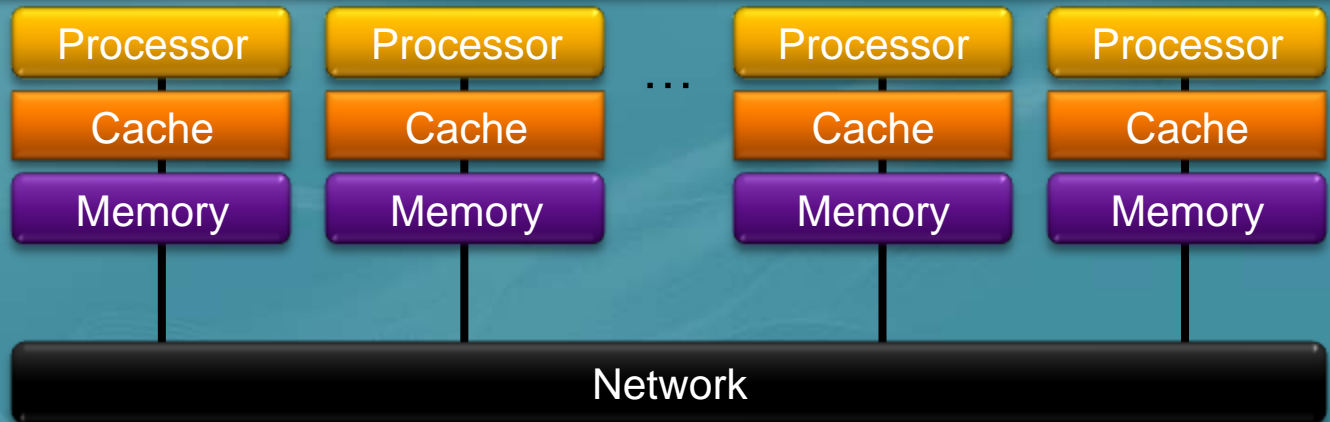 Processor Processor Processor Processor
...
Cache Cache Cache Cache
Memory Memory Memory Memory
Network